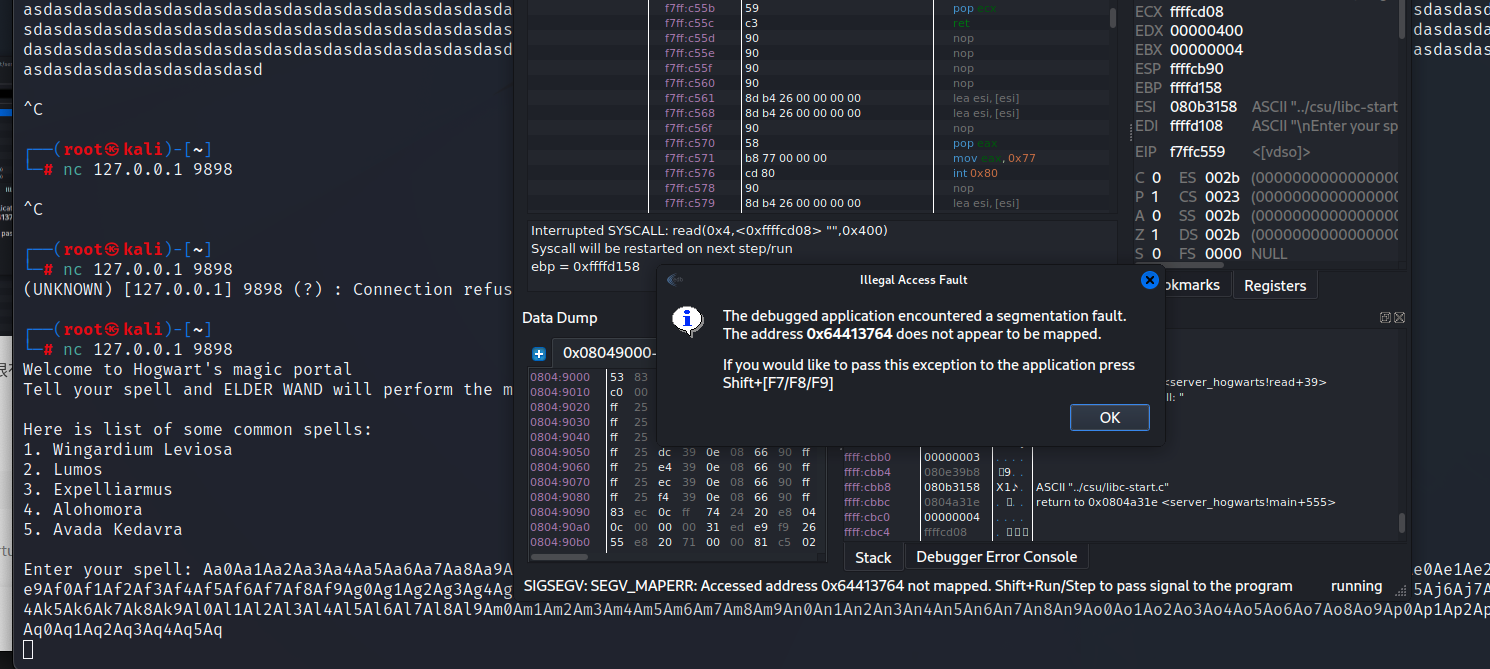 asdasdasdasdasdasdasdasdasdasdasdasdasdasdasdasd
sdasdasdasdasdasdasdasdasdasdasdasdasdasdasdasdas
dasdasdasdasdasdasdasdasdasdasdasdasdasdasdasdasd
asdasdasdasdasdasdasdasd
^C
(root㉿kali)-[~]
# nc 127.0.0.1 9898
^C
(root㉿kali)-[~]
# nc 127.0.0.1 9898
(UNKNOWN) [127.0.0.1] 9898 (?) : Connection refus
(root㉿kali)-[~]
# nc 127.0.0.1 9898
Welcome to Hogwart's magic portal
Tell your spell and ELDER WAND will perform the m
Here is list of some common spells:
1. Wingardium Leviosa
2. Lumos
3. Expelliarmus
4. Alohomora
5. Avada Kedavra
Enter your spell: Aa0Aa1Aa2Aa3Aa4Aa5Aa6Aa7Aa8Aa9A
e9Af0Af1Af2Af3Af4Af5Af6Af7Af8Af9Ag0Ag1Ag2Ag3Ag4Ag
4Ak5Ak6Ak7Ak8Ak9Al0Al1Al2Al3Al4Al5Al6Al7Al8Al9Am0Am1Am2Am3Am4Am5Am6Am7Am8Am9An0An1An2An3An4An5An6An7An8An9Ao0Ao1Ao2Ao3Ao4Ao5Ao6Ao7Ao8Ao9Ap0Ap1Ap2Ap
Aq0Aq1Aq2Aq3Aq4Aq5Aq
f7ff:c55b 59 pop ecx
f7ff:c55c c3 ret
f7ff:c55d 90 nop
f7ff:c55e 90 nop
f7ff:c55f 90 nop
f7ff:c560 90 nop
f7ff:c561 8d b4 26 00 00 00 00 lea esi, [esi]
f7ff:c568 8d b4 26 00 00 00 00 lea esi, [esi]
f7ff:c56f 90 nop
f7ff:c570 58 pop eax
f7ff:c571 b8 77 00 00 00 mov eax, 0x77
f7ff:c576 cd 80 int 0x80
f7ff:c578 90 nop
f7ff:c579 8d b4 26 00 00 00 00 lea esi, [esi]
Interrupted SYSCALL: read(0x4,<0xffffcd08> "",0x400)
Syscall will be restarted on next step/run
ebp = 0xffffd158
ECX ffffcd08
EDX 00000400
EBX 00000004
ESP ffffcb90
EBP ffffd158
ESI 080b3158 ASCII "../csu/libc-start
EDI ffffd108 ASCII "\nEnter your sp
EIP f7ffc559 <[vdso]>
C 0 ES 002b (0000000000000000
P 1 CS 0023 (0000000000000000
A 0 SS 002b (0000000000000000
Z 1 DS 002b (0000000000000000
S 0 FS 0000 NULL
okmarks Registers
Illegal Access Fault
The debugged application encountered a segmentation fault.
The address 0x64413764 does not appear to be mapped.
If you would like to pass this exception to the application press
Shift+[F7/F8/F9]
OK
Data Dump
0x08049000-
0804:9000 53 83
0804:9010 c0 00
0804:9020 ff 25
0804:9030 ff 25
0804:9040 ff 25
0804:9050 ff 25 dc 39 0e 08 66 90 ff
0804:9060 ff 25 e4 39 0e 08 66 90 ff
0804:9070 ff 25 ec 39 0e 08 66 90 ff
0804:9080 ff 25 f4 39 0e 08 66 90 ff
0804:9090 83 ec 0c ff 74 24 20 e8 04
0804:90a0 0c 00 00 00 31 ed e9 f9 26
0804:90b0 55 e8 20 71 00 00 81 c5 02
<server_hogwarts!read+39>
ll: "
ffff:cbb0 00000003 ....
ffff:cbb4 080e39b8 9..
ffff:cbb8 080b3158 X1♪. ASCII "../csu/libc-start.c"
ffff:cbbc 0804a31e return to 0x0804a31e <server_hogwarts!main+555>
ffff:cbc0 00000004 ....
ffff:cbc4 ffffcd08
Stack Debugger Error Console
SIGSEGV: SEGV_MAPERR: Accessed address 0x64413764 not mapped. Shift+Run/Step to pass signal to the program running
sdasdasd
dasdasda
asdasdas
e0Ae1Ae2
5Aj6Aj7A